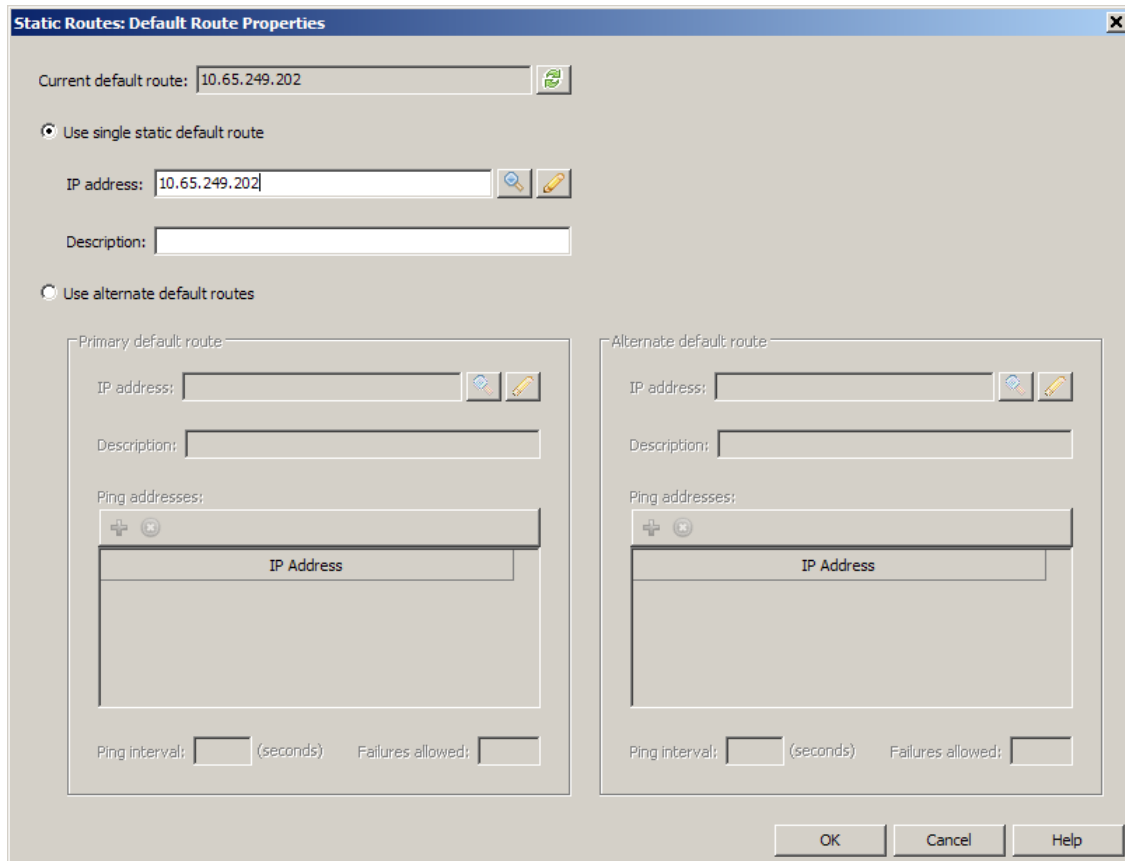 Static Routes: Default Route Properties
Current default route: 10.65.249.202
Use single static default route
IP address: 10.65.249.202
Description:
Use alternate default routes
Primary default route
IP address:
Description:
Ping addresses:
IP Address
Ping interval: (seconds) Failures allowed:
Alternate default route
IP address:
Description:
Ping addresses:
IP Address
Ping interval: (seconds) Failures allowed:
OK Cancel Help